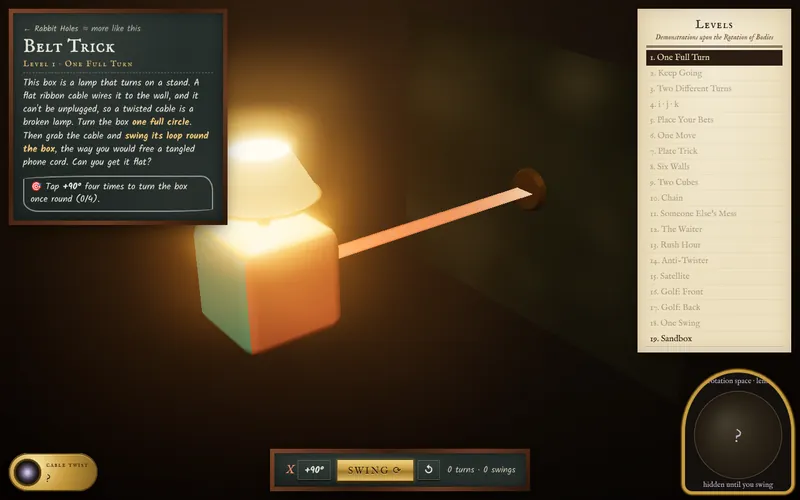 ← Rabbit Holes ≈ more like this
Belt Trick
Level 1 · One Full Turn
This box is a lamp that turns on a stand. A
flat ribbon cable wires it to the wall, and it
can't be unplugged, so a twisted cable is a
broken lamp. Turn the box one full circle.
Then grab the cable and swing its loop round
the box, the way you would free a tangled
phone cord. Can you get it flat?
🎯 Tap +90° four times to turn the box
once round (0/4).
Levels
Demonstrations upon the Rotation of Bodies
1. One Full Turn
2. Keep Going
3. Two Different Turns
4. i · j · k
5. Place Your Bets
6. One Move
7. Plate Trick
8. Six Walls
9. Two Cubes
10. Chain
11. Someone Else's Mess
12. The Waiter
13. Rush Hour
14. Anti-Twister
15. Satellite
16. Golf: Front
17. Golf: Back
18. One Swing
19. Sandbox
rotation space · 
?
hidden until you swing
Cable Twist
?
X +90° Swing ⟳ ↺ 0 turns · 0 swings